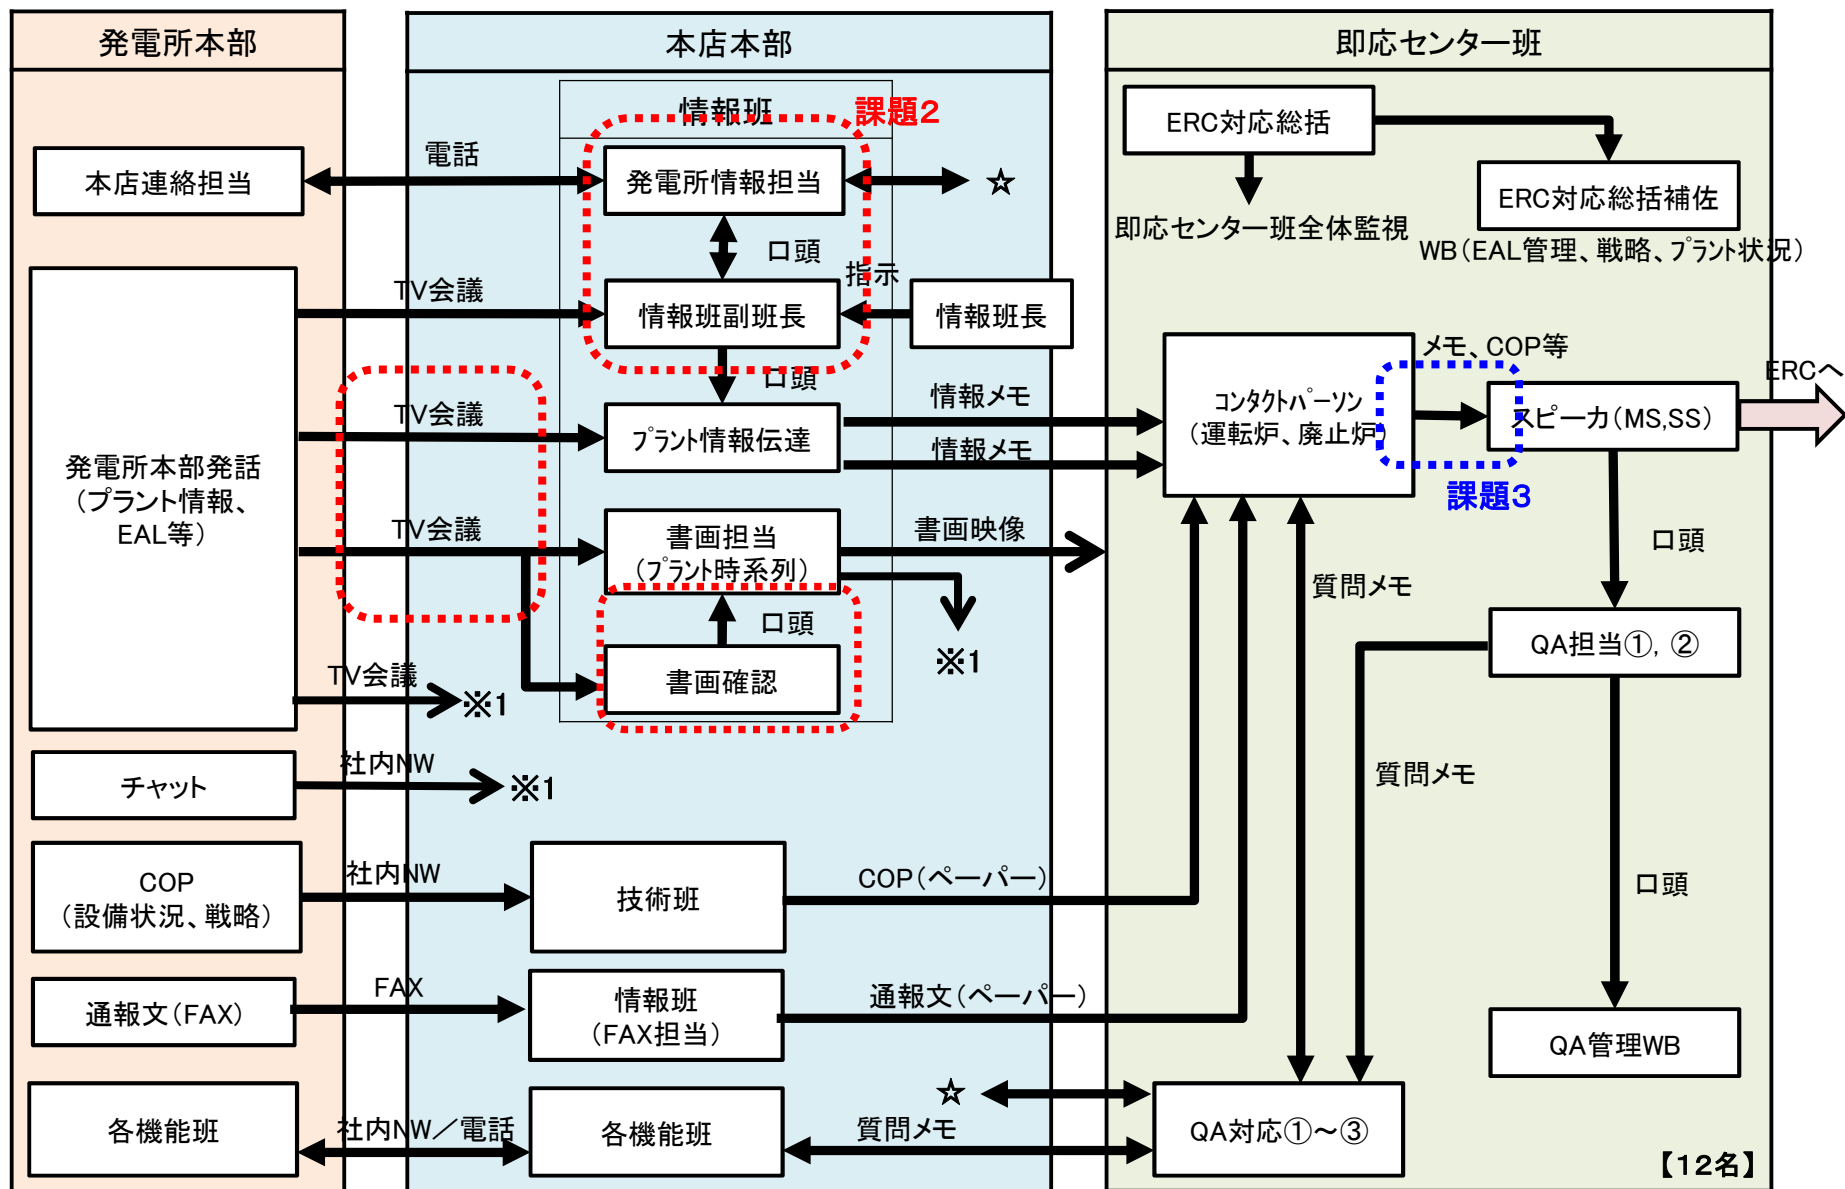 発電所本部
本店本部
即応センター班
情報班
課題2
ERC対応総括
本店連絡担当
電話
発電所情報担当
☆
ERC対応総括補佐
即応センター班全体監視
WB(EAL管理、戦略、プラント状況)
口頭
指示
TV会議
情報班副班長
情報班長
メモ、COP等
ERCへ
口頭
情報メモ
コンタクトパーソン
(運転炉、廃止炉)
スピーカ(MS,SS)
TV会議
プラント情報伝達
情報メモ
課題3
発電所本部発話
(プラント情報、
EAL等)
TV会議
書画担当
(プラント時系列)
書画映像
口頭
質問メモ
口頭
※1
QA担当①，②
TV会議
※1
書画確認
チャット
社内NW
※1
質問メモ
COP
(設備状況、戦略)
社内NW
技術班
COP(ペーパー)
口頭
通報文(FAX)
FAX
情報班
(FAX担当)
通報文(ペーパー)
QA管理WB
☆
各機能班
社内NW／電話
各機能班
質問メモ
QA対応①～③
【12名】